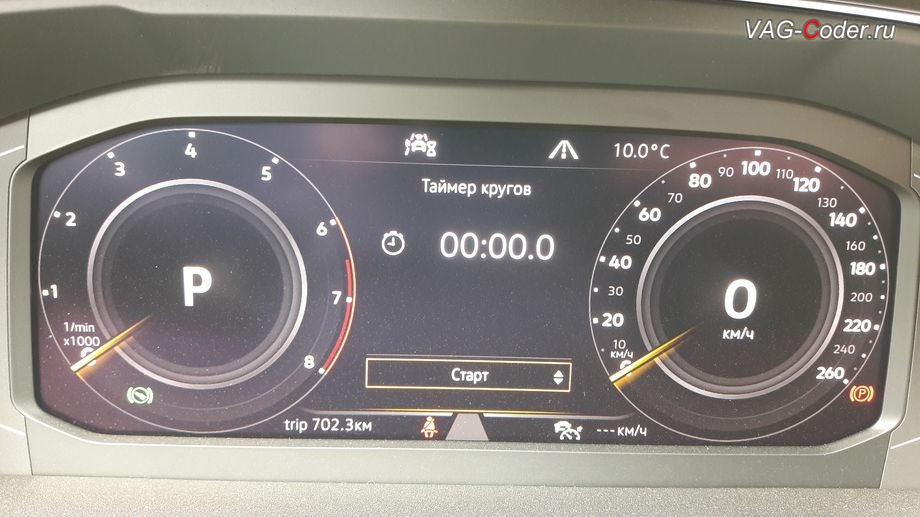 VAG-Coder.ru
10.0°C
Таймер кругов
00:00.0
Старт
trip 702.3км
--- км/ч
1/min
x1000
0 1 2 3 4 5 6 7 8
P
0
км/ч
км/ч
0 10 20 30 40 50 60 70 80 90 100 110 120 130 140 160 180 200 220 240 260
(P)